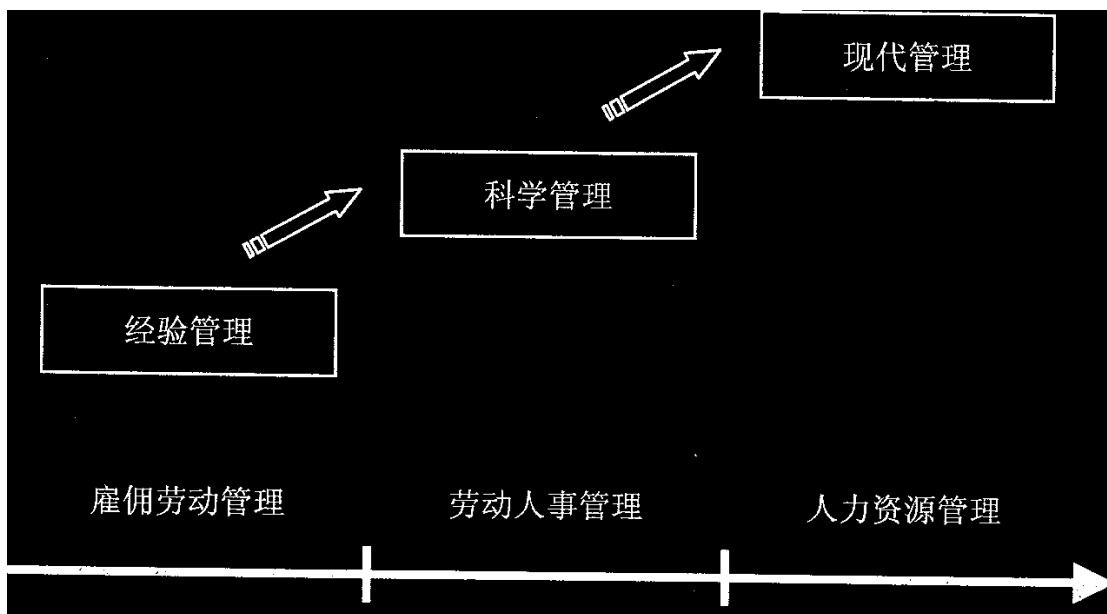 现代管理
科学管理
经验管理
雇佣劳动管理
劳动人事管理
人力资源管理